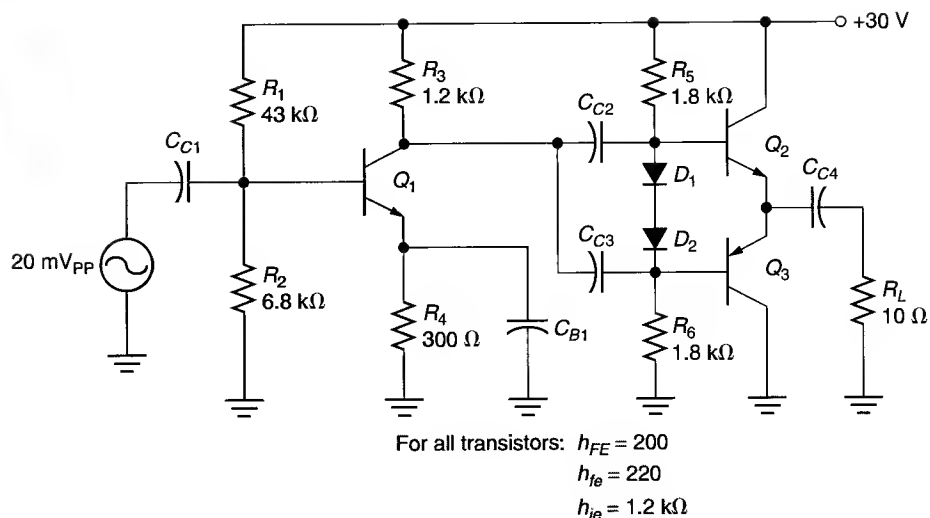 +30 V
R1
43 kΩ
R3
1.2 kΩ
R5
1.8 kΩ
CC1
CC2
Q1
Q2
D1
CC4
20 mVPP
CC3
D2
Q3
R2
6.8 kΩ
R4
300 Ω
CB1
R6
1.8 kΩ
RL
10 Ω
For all transistors: hFE = 200
hfe = 220
hie = 1.2 kΩ